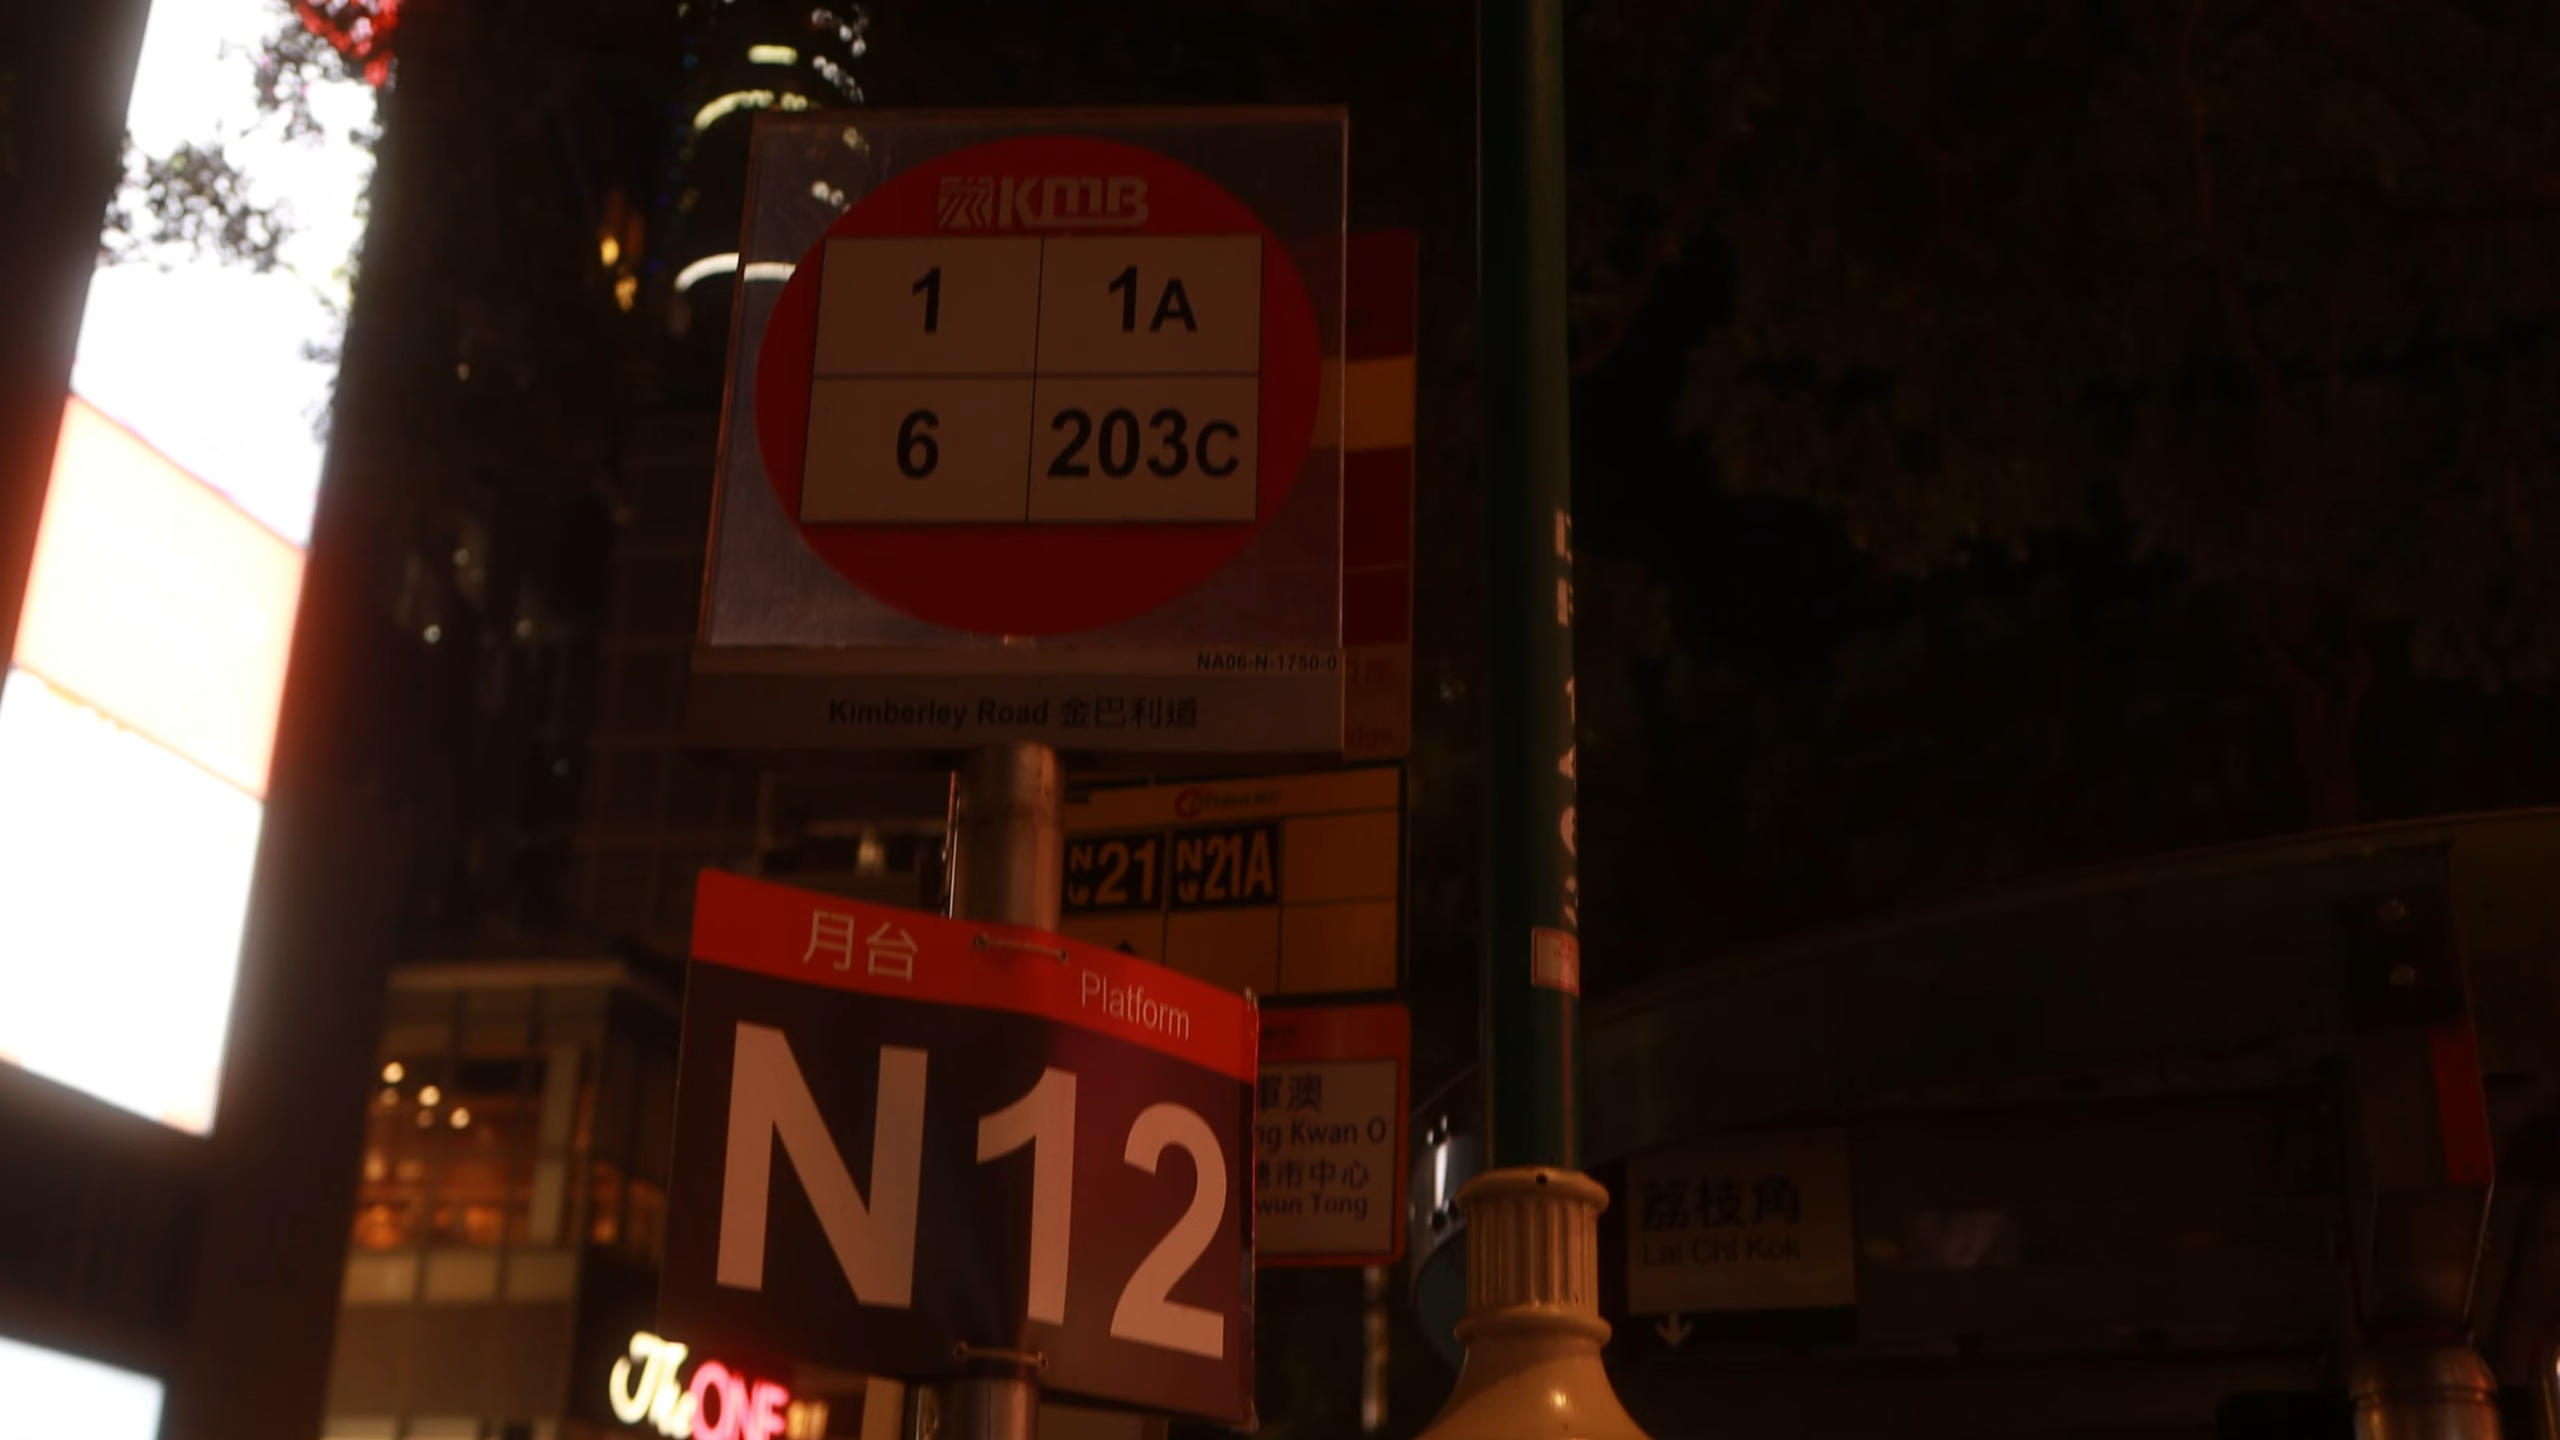 KMB
1 1A
6 203C
NA06-N-1750-0
Kimberley Road 金巴利道
N21 N21A
月台 Platform
N12
軍澳
ng Kwan O
市中心
wun Tong
荔枝角
Lai Chi Kok
The ONE